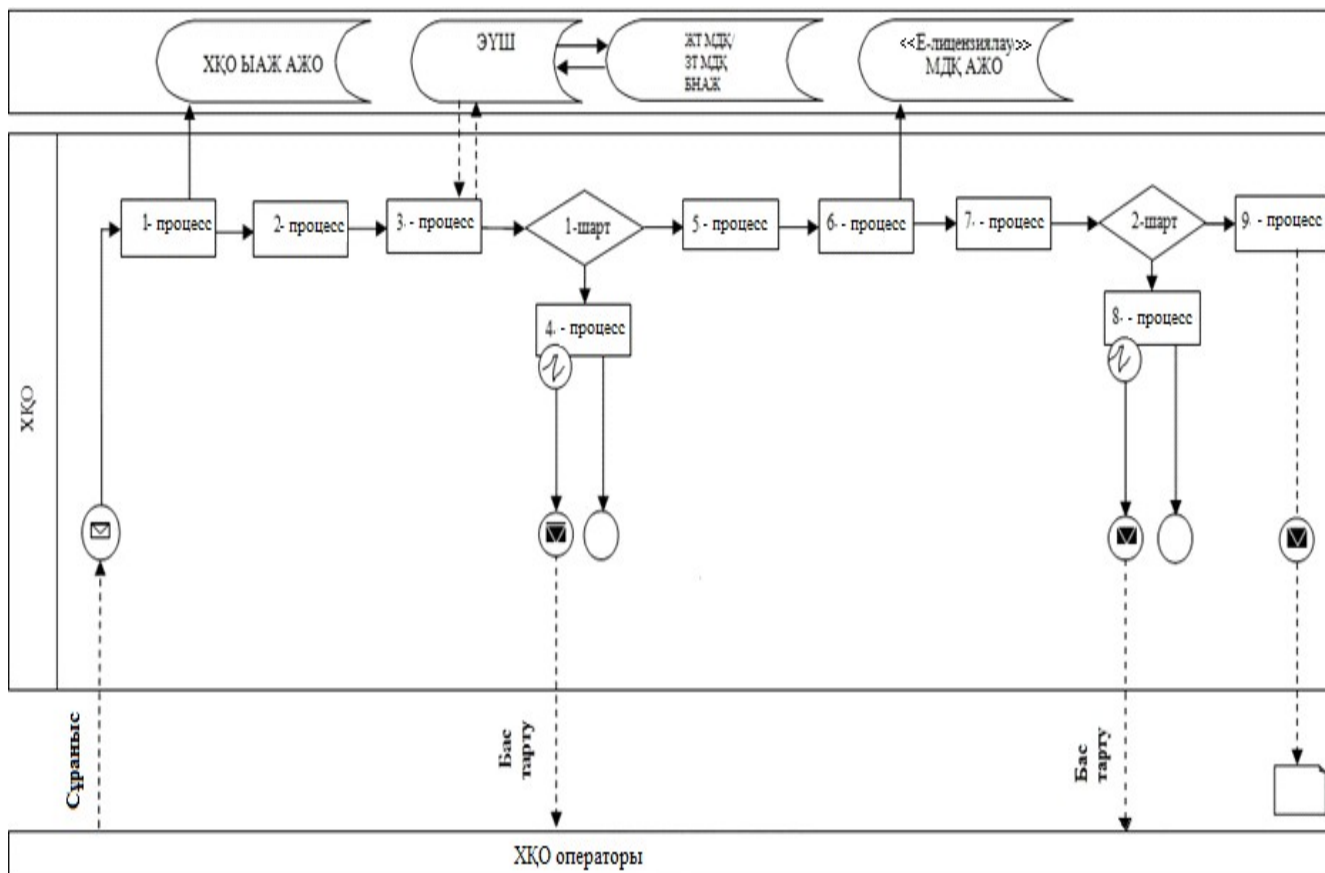 ХҚО ЫАЖ АЖО
ЭҮШ
ЖТ МДҚ/
ЗТ МДҚ
БНАЖ
<<Е-лицензиялау>>
МДҚ АЖО
1- процесс
2- процесс
3. - процесс
1-шарт
5 - процесс
6. - процесс
7. - процесс
2-шарт
9. - процесс
4. - процесс
8. - процесс
ХҚО
Сұраныс
Бас
тарту
Бас
тарту
ХҚО операторы